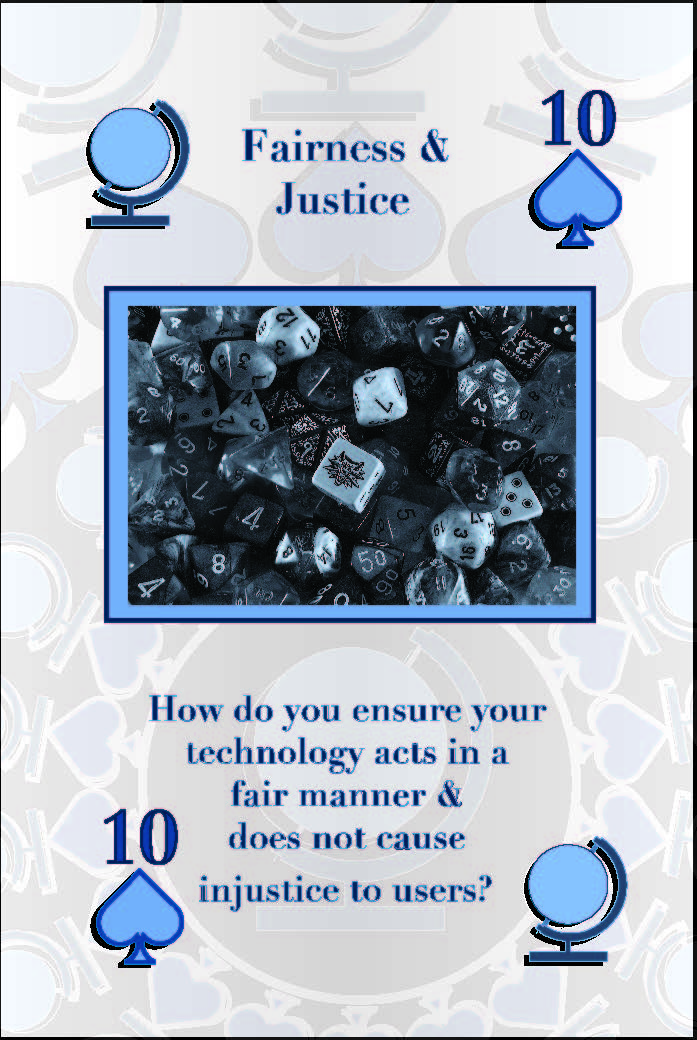 10
Fairness &
Justice
How do you ensure your
technology acts in a
fair manner &
does not cause
injustice to users?
10